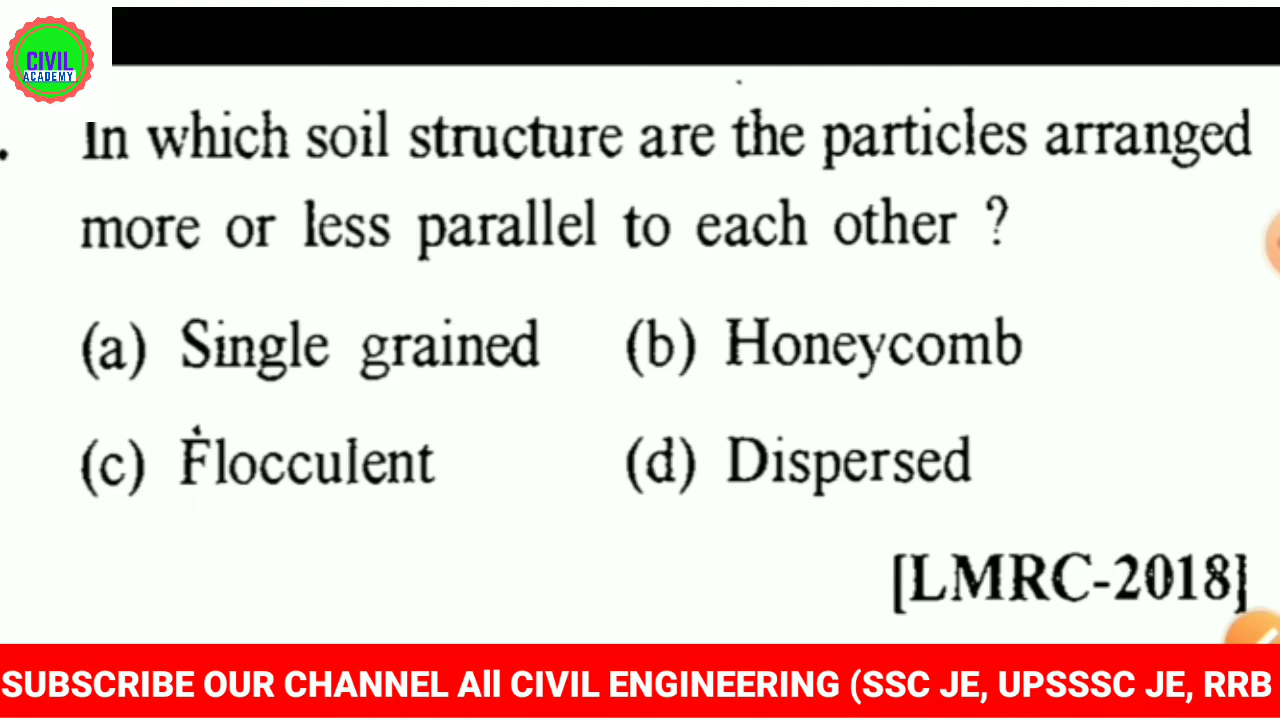 CIVIL
ACADEMY
. In which soil structure are the particles arranged
more or less parallel to each other ?
(a) Single grained (b) Honeycomb
(c) Flocculent (d) Dispersed
[LMRC-2018]
SUBSCRIBE OUR CHANNEL All CIVIL ENGINEERING (SSC JE, UPSSSC JE, RRB